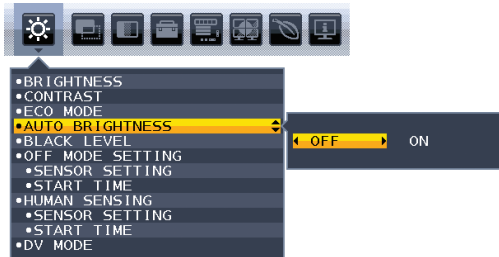 •BRIGHTNESS
•CONTRAST
•ECO MODE
•AUTO BRIGHTNESS
OFF ON
•BLACK LEVEL
•OFF MODE SETTING
•SENSOR SETTING
•START TIME
•HUMAN SENSING
•SENSOR SETTING
•START TIME
•DV MODE